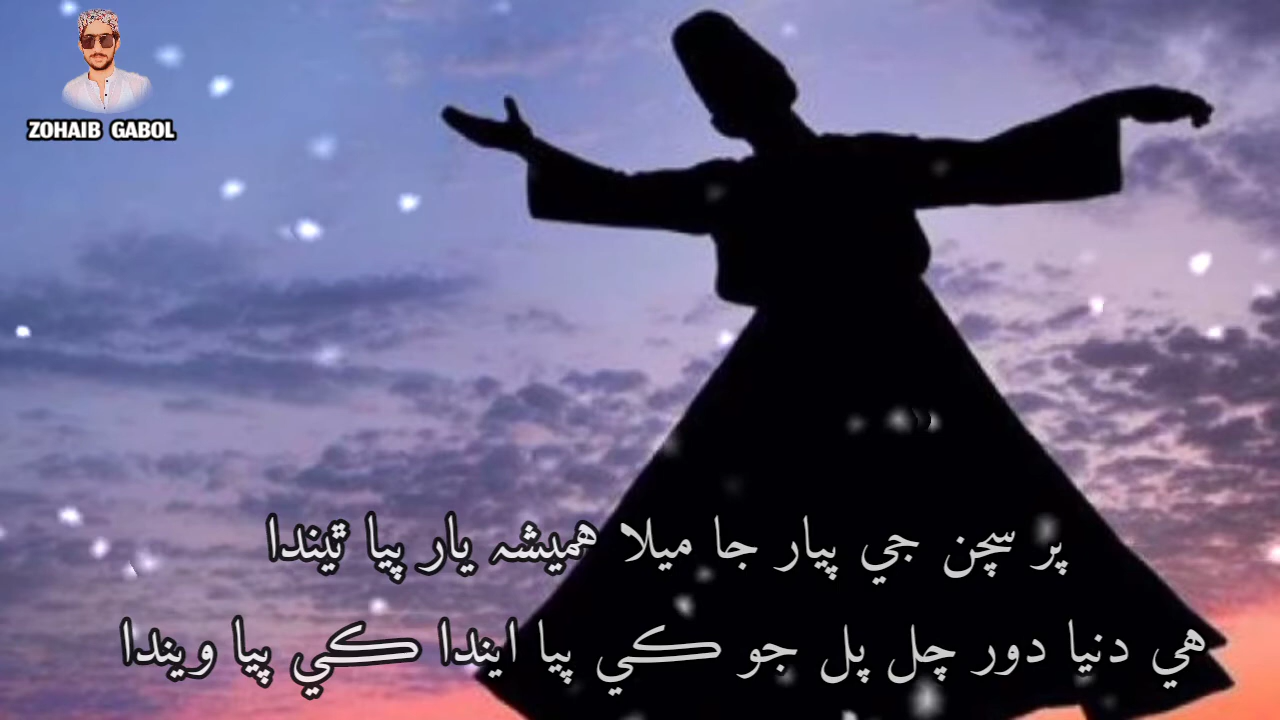 ZOHAIB GABOL
پر سچن جي پيار جا ميلا هميشہ يار پيا ٿيندا
هي دنيا دور چل پل جو ڪي پيا ايندا ڪي پيا ويندا